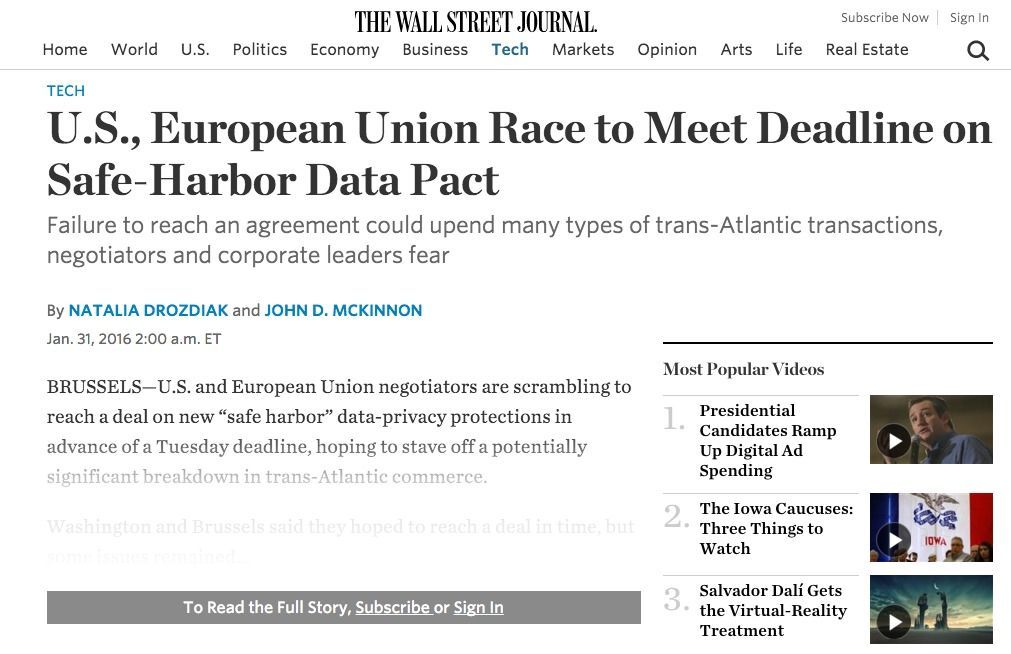 THE WALL STREET JOURNAL.
Subscribe Now | Sign In
Home World U.S. Politics Economy Business Tech Markets Opinion Arts Life Real Estate
TECH
U.S., European Union Race to Meet Deadline on
Safe-Harbor Data Pact
Failure to reach an agreement could upend many types of trans-Atlantic transactions,
negotiators and corporate leaders fear
By NATALIA DROZDIAK and JOHN D. MCKINNON
Jan. 31, 2016 2:00 a.m. ET
BRUSSELS—U.S. and European Union negotiators are scrambling to
reach a deal on new “safe harbor” data-privacy protections in
advance of a Tuesday deadline, hoping to stave off a potentially
significant breakdown in trans-Atlantic commerce.
Washington and Brussels said they hoped to reach a deal in time, but
some issues remained...
To Read the Full Story, Subscribe or Sign In
Most Popular Videos
1. Presidential
Candidates Ramp
Up Digital Ad
Spending
2. The Iowa Caucuses:
Three Things to
Watch
IOWA
3. Salvador Dalí Gets
the Virtual-Reality
Treatment